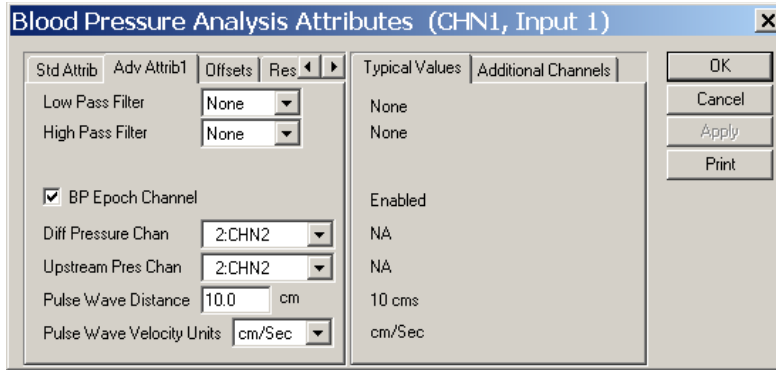 Blood Pressure Analysis Attributes (CHN1, Input 1)
Std Attrib Adv Attrib1 Offsets Res Typical Values Additional Channels OK
Low Pass Filter None None Cancel
High Pass Filter None None Apply
Print
BP Epoch Channel Enabled
Diff Pressure Chan 2:CHN2 NA
Upstream Pres Chan 2:CHN2 NA
Pulse Wave Distance 10.0 cm 10 cms
Pulse Wave Velocity Units cm/Sec cm/Sec